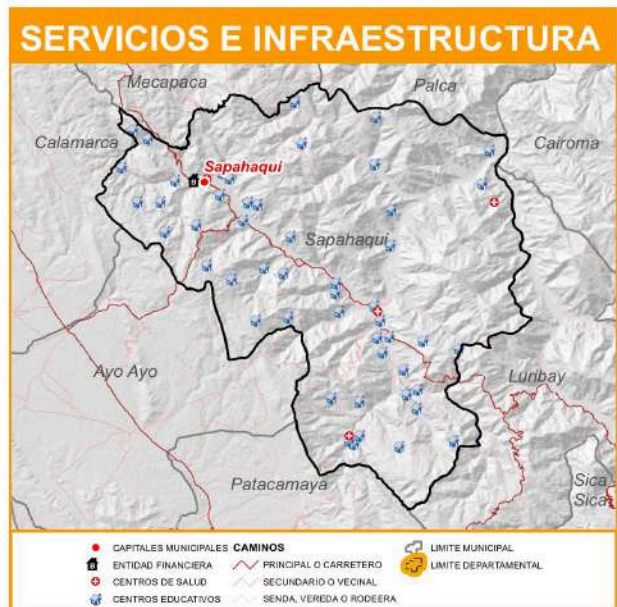 SERVICIOS E INFRAESTRUCTURA
Mecapaca
Palca
Calamarca
Cairoma
Sapahaqui
Sapahaqui
Ayo Ayo
Luribay
Patacamaya
Sica
Sica
CAPITALES MUNICIPALES
ENTIDAD FINANCIERA
CENTROS DE SALUD
CENTROS EDUCATIVOS
CAMINOS
PRINCIPAL O CARRETERO
SECUNDARIO O VECINAL
SENDA, VEREDA O RODEERA
LIMITE MUNICIPAL
LIMITE DEPARTAMENTAL